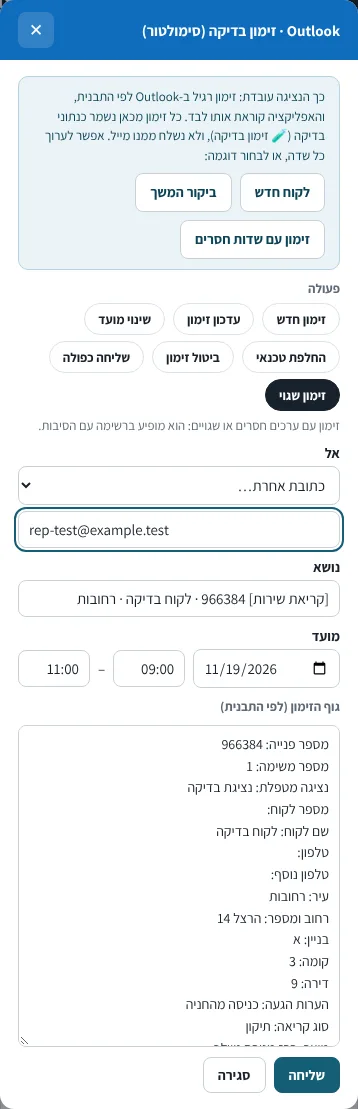 Outlook · זימון בדיקה (סימולטור)
✕
כך הנציגה עובדת: זימון רגיל ב-Outlook לפי התבנית,
והאפליקציה קוראת אותו לבד. כל זימון מכאן נשמר כנתוני
בדיקה (🧪 זימון בדיקה), ולא נשלח ממנו מייל. אפשר לערוך
כל שדה, או לבחור דוגמה:
לקוח חדש
ביקור המשך
זימון עם שדות חסרים
פעולה
זימון חדש
עדכון זימון
שינוי מועד
החלפת טכנאי
ביטול זימון
שליחה כפולה
זימון שגוי
זימון עם ערכים חסרים או שגויים: הוא מופיע ברשימה עם הסיבות.
אל
כתובת אחרת…
rep-test@example.test
נושא
[קריאת שירות] 966384 · לקוח בדיקה · רחובות
מועד
11/19/2026
09:00
–
11:00
גוף הזימון (לפי התבנית)
מספר פנייה: 966384
מספר משימה: 1
נציגה מטפלת: נציגת בדיקה
מספר לקוח:
שם לקוח: לקוח בדיקה
טלפון:
טלפון נוסף:
עיר: רחובות
רחוב ומספר: הרצל 14
בניין: א
קומה: 3
דירה: 9
הערות הגעה: כניסה מהחניה
סוג קריאה: תיקון
שליחה
סגירה